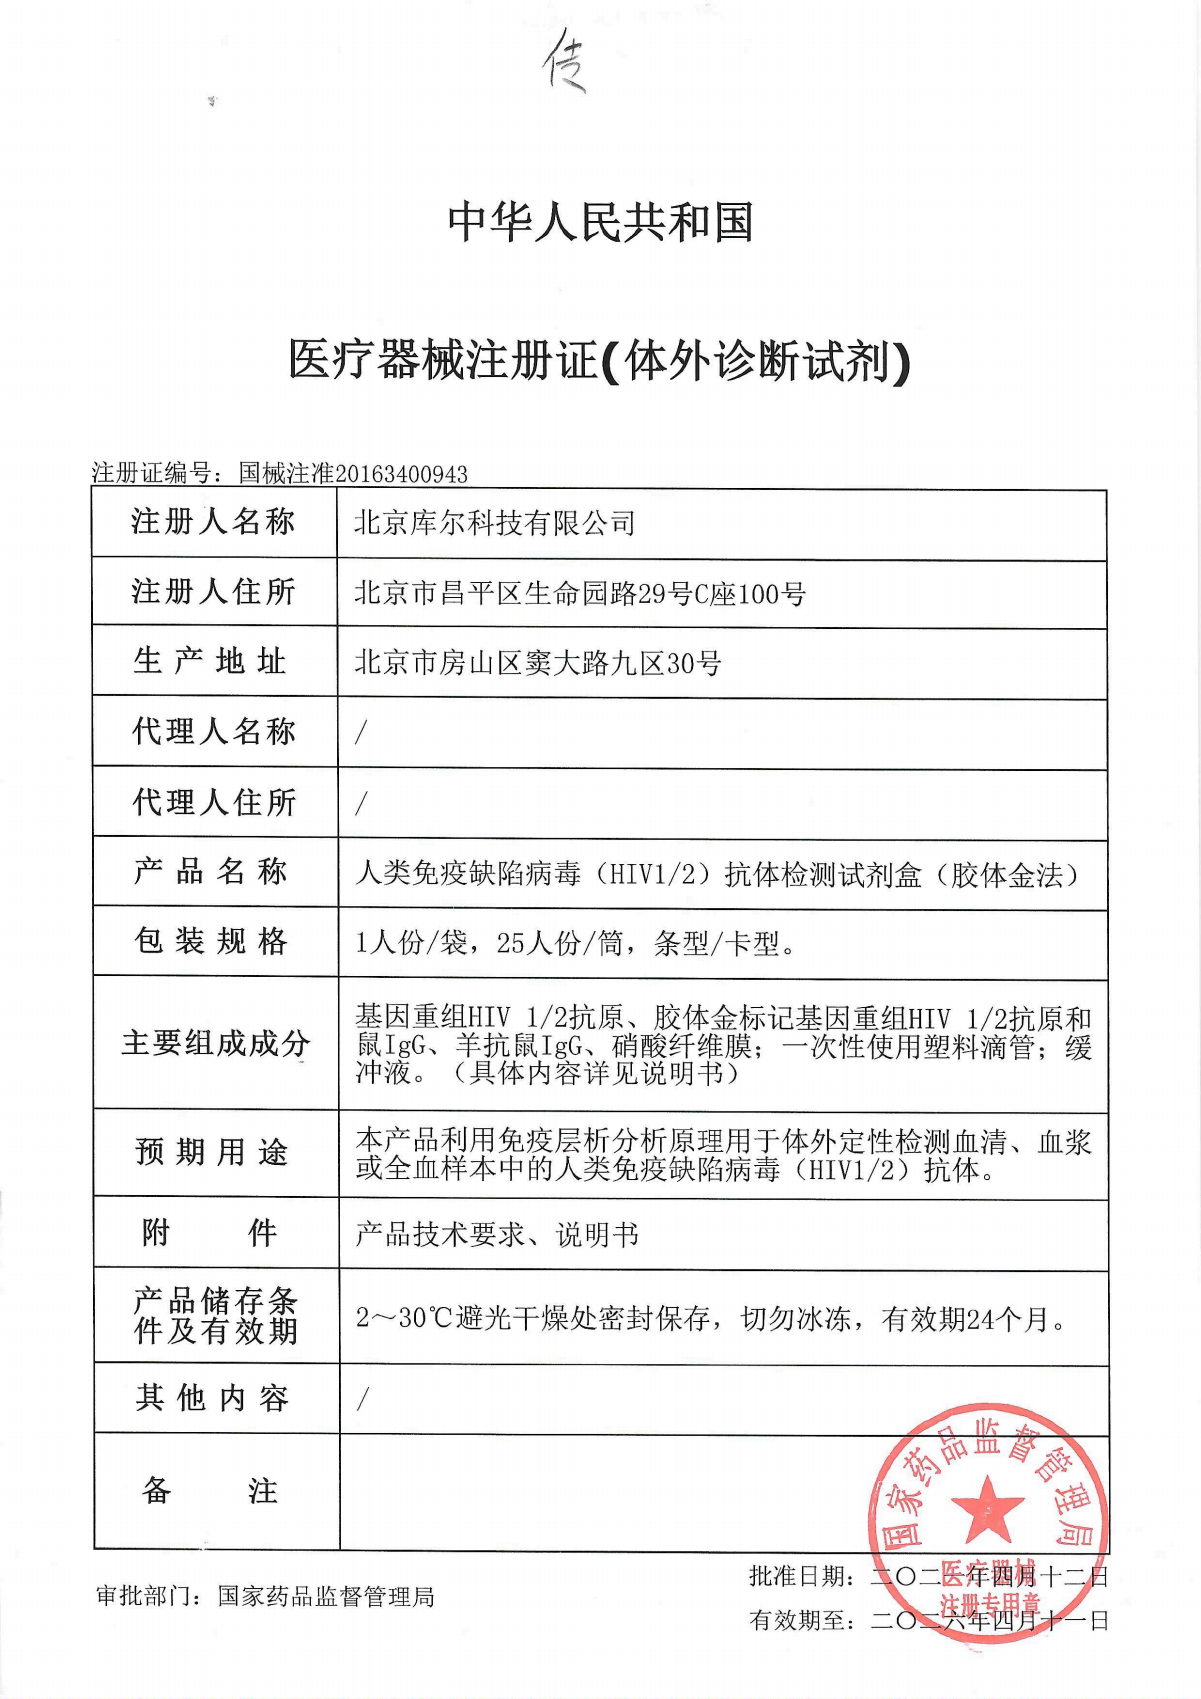 传
中华人民共和国
医疗器械注册证(体外诊断试剂)
注册证编号：国械注准20163400943
注册人名称 北京库尔科技有限公司
注册人住所 北京市昌平区生命园路29号C座100号
生产地址 北京市房山区窦大路九区30号
代理人名称 /
代理人住所 /
产品名称 人类免疫缺陷病毒（HIV1/2）抗体检测试剂盒（胶体金法）
包装规格 1人份/袋，25人份/筒，条型/卡型。
主要组成成分 基因重组HIV 1/2抗原、胶体金标记基因重组HIV 1/2抗原和
鼠IgG、羊抗鼠IgG、硝酸纤维膜；一次性使用塑料滴管；缓
冲液。（具体内容详见说明书）
预期用途 本产品利用免疫层析分析原理用于体外定性检测血清、血浆
或全血样本中的人类免疫缺陷病毒（HIV1/2）抗体。
附 件 产品技术要求、说明书
产品储存条
件及有效期 2～30℃避光干燥处密封保存，切勿冰冻，有效期24个月。
其他内容 /
备 注
国家药品监督管理局
医疗器械
注册专用章
审批部门：国家药品监督管理局
批准日期：二〇二一年四月十二日
有效期至：二〇二六年四月十一日